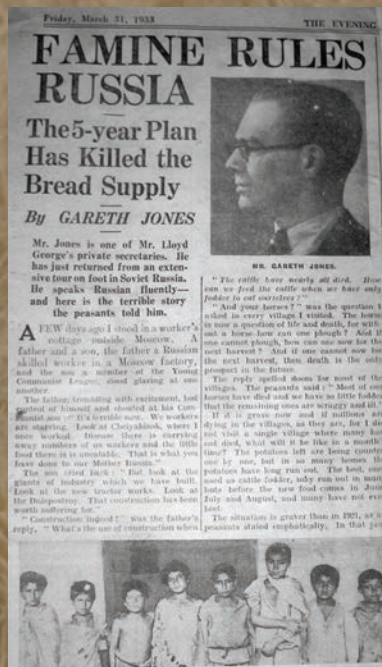 Friday, March 31, 1933
THE EVENING
FAMINE RULES
RUSSIA
The 5-year Plan
Has Killed the
Bread Supply
By GARETH JONES
Mr. Jones is one of Mr. Lloyd
George's private secretaries. He
has just returned from an exten-
sive tour on foot in Soviet Russia.
He speaks Russian fluently—
and here is the terrible story
the peasants told him.
A FEW days ago I stood in a worker's
cottage outside Moscow. A
father and a son, the father a Russian
skilled worker in a Moscow factory,
and the son a member of the Young
Communist League, stood glaring at one
another.
The father, trembling with excitement, lost
control of himself and shouted at his Com-
munist son "It's terrible now. We workers
are starving. Look at Chelyabinsk, where I
once worked. Disease there is carrying
away numbers of us workers and the little
food there is is uneatable. That is what you
have done to our Mother Russia.
The son cried back: "But look at the
giants of industry which we have built.
Look at the new tractor works. Look at
the Dniepostroy. That construction has been
worth suffering for."
"Construction indeed!" was the father's
reply. "What's the use of construction when
MR. GARETH JONES.
"The cattle have nearly all died. How
can we feed the cattle when we have only
fodder to eat ourselves?"
"And your horses?" was the question I
asked in every village I visited. The horse
is now a question of life and death, for with-
out a horse how can one plough? And if
one cannot plough, how can one sow for the
next harvest? And if one cannot sow for
the next harvest, then death is the only
prospect in the future.
The reply spelled doom for most of the
villages. The peasants said: "Most of our
horses have died and we have so little fodder
that the remaining ones are scraggy and ill."
If it is grave now and if millions are
dying in the villages, as they are, for I did
not visit a single village where many had
not died, what will it be like in a month's
time? The potatoes left are being counted
one by one, but in so many homes the
potatoes have long run out. The beet, once
used as cattle fodder, may run out in many
huts before the new food comes in June,
July and August, and many have not even
beet.
The situation is graver than in 1921, as all
peasants stated emphatically. In that year